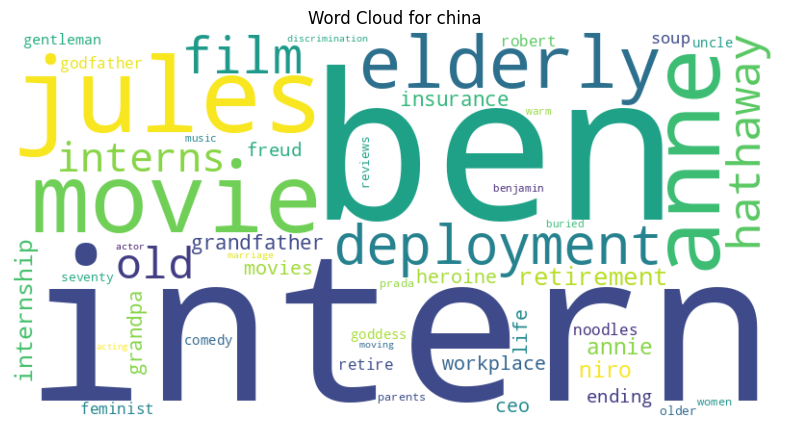 Word Cloud for china
gentleman
film
discrimination
robert
soup
uncle
godfather
elderly
jules
insurance
anne
hathaway
music
warm
interns
freud
reviews
ben
movie
benjamin
buried
actor
grandfather
deployment
old
marriage
movies
heroine
retirement
internship
seventy
prada
intern
grandpa
comedy
goddess
life
noodles
acting
moving
annie
retire
workplace
niro
parents
ending
feminist
ceo
women
older